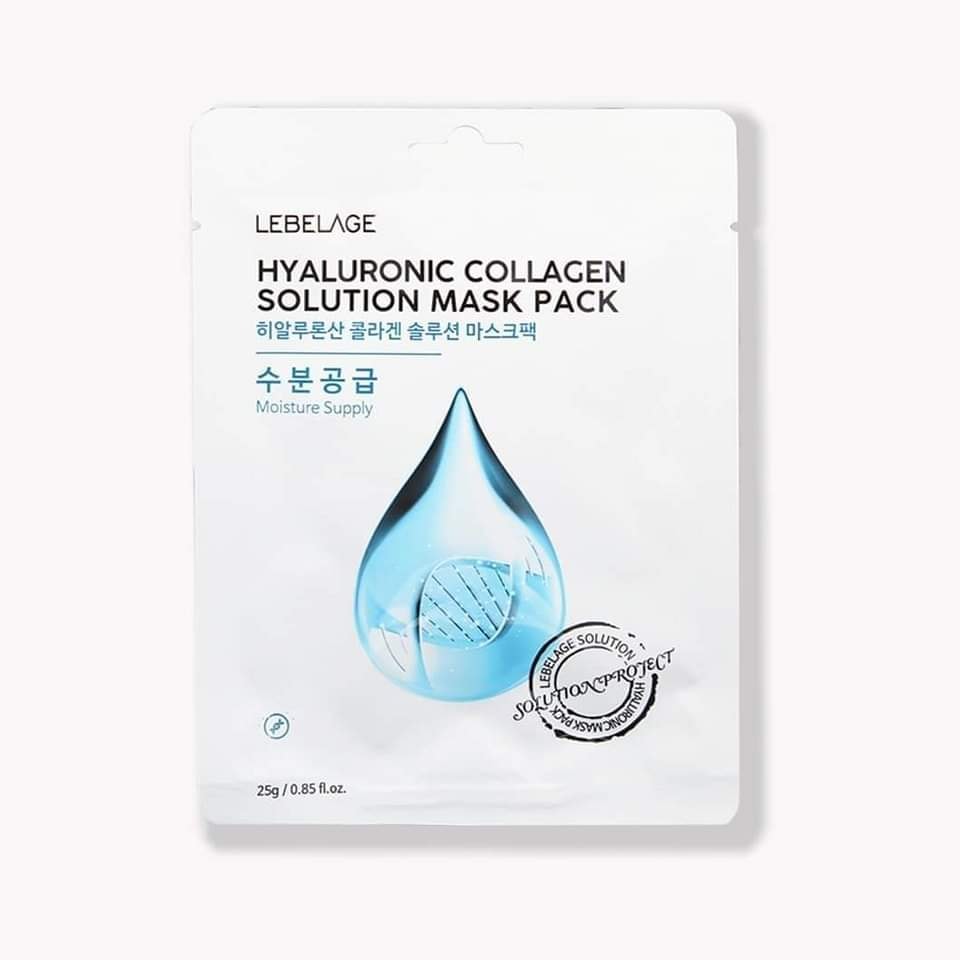 LEBELAGE
HYALURONIC COLLAGEN
SOLUTION MASK PACK
히알루론산 콜라겐 솔루션 마스크팩
수분공급
Moisture Supply
LEBELAGE SOLUTION
SOLUTION PROTECT
HYALURONIC MASK PACK
25g / 0.85 fl.oz.